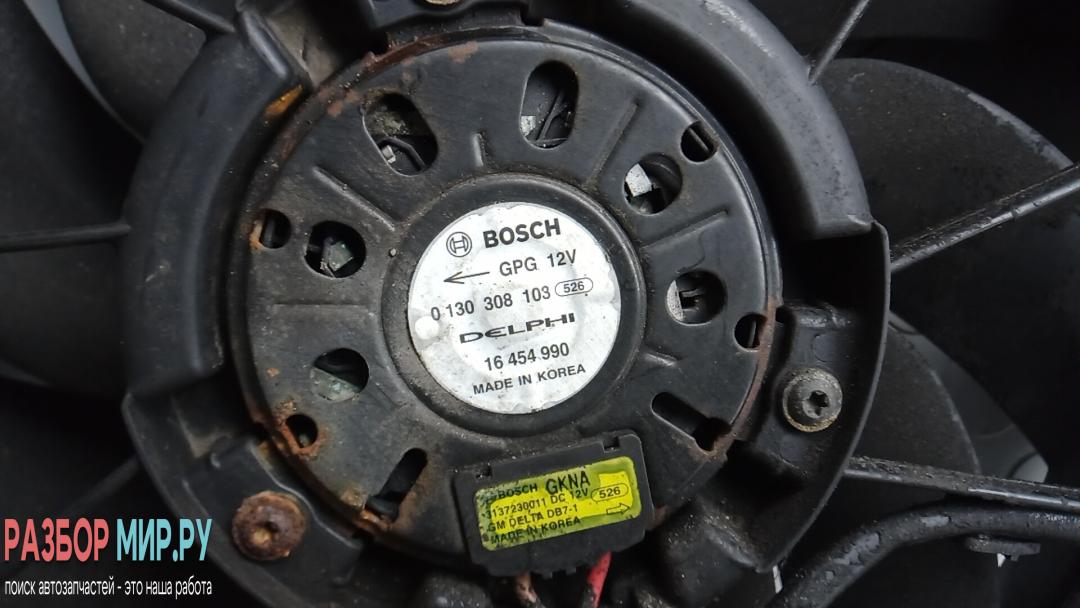 BOSCH
← GPG 12V
0 130 308 103 526
DELPHI
16 454 990
MADE IN KOREA
BOSCH GKNA
3137230011 DC 12V 526
GM DELTA DB7-1
MADE IN KOREA
РАЗБОР МИР.РУ
поиск автозапчастей - это наша работа